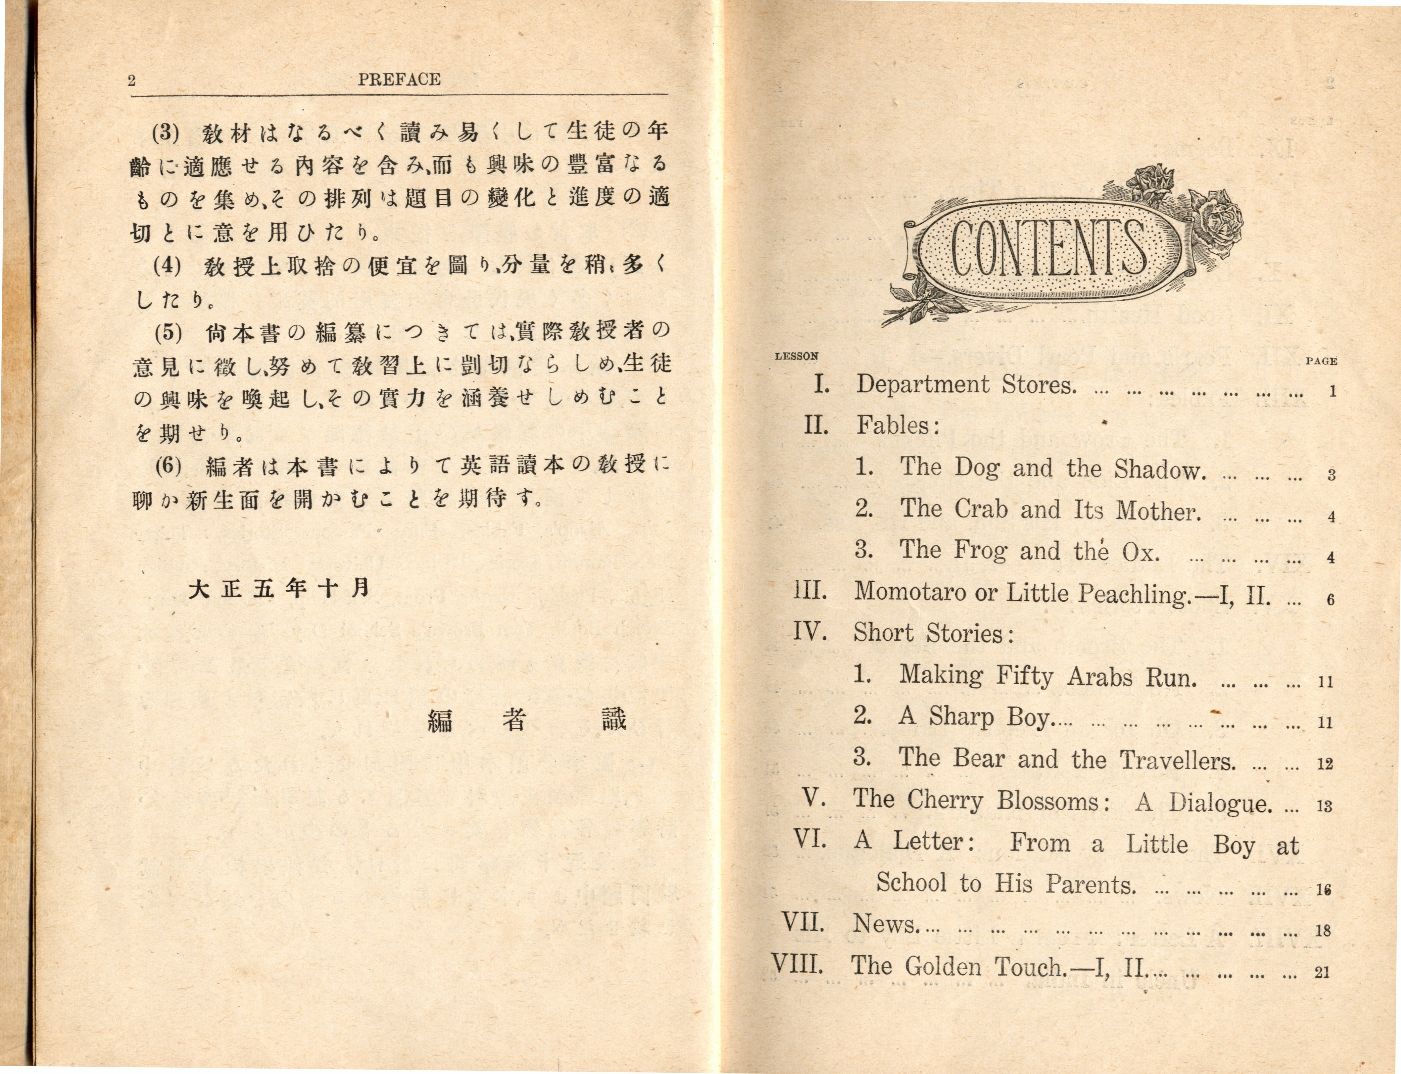 2 PREFACE
(3) 敎材はなるべく讀み易くして生徒の年
齡に適應せる內容を含み、而も興味の豐富なる
ものを集め、その排列は題目の變化と進度の適
切とに意を用ひたり。
(4) 敎授上取捨の便宜を圖り、分量を稍〻多く
したり。
(5) 尙本書の編纂につきては、實際敎授者の
意見に徵し、努めて敎習上に剴切ならしめ、生徒
の興味を喚起し、その實力を涵養せしめむこと
を期せり。
(6) 編者は本書によりて英語讀本の敎授に
聊か新生面を開かむことを期待す。
大正五年十月
編者識
CONTENTS
LESSON PAGE
I. Department Stores. ... ... ... ... ... ... ... 1
II. Fables:
1. The Dog and the Shadow. ... ... ... 3
2. The Crab and Its Mother. ... ... ... 4
3. The Frog and the Ox. ... ... ... ... 4
III. Momotaro or Little Peachling.—I, II. ... 6
IV. Short Stories:
1. Making Fifty Arabs Run. ... ... ... 11
2. A Sharp Boy.... ... ... ... ... ... ... ... 11
3. The Bear and the Travellers. ... ... 12
V. The Cherry Blossoms: A Dialogue. ... 13
VI. A Letter: From a Little Boy at
School to His Parents. ... ... ... ... ... 16
VII. News.... ... ... ... ... ... ... ... ... ... ... ... 18
VIII. The Golden Touch.—I, II.... ... ... ... ... 21